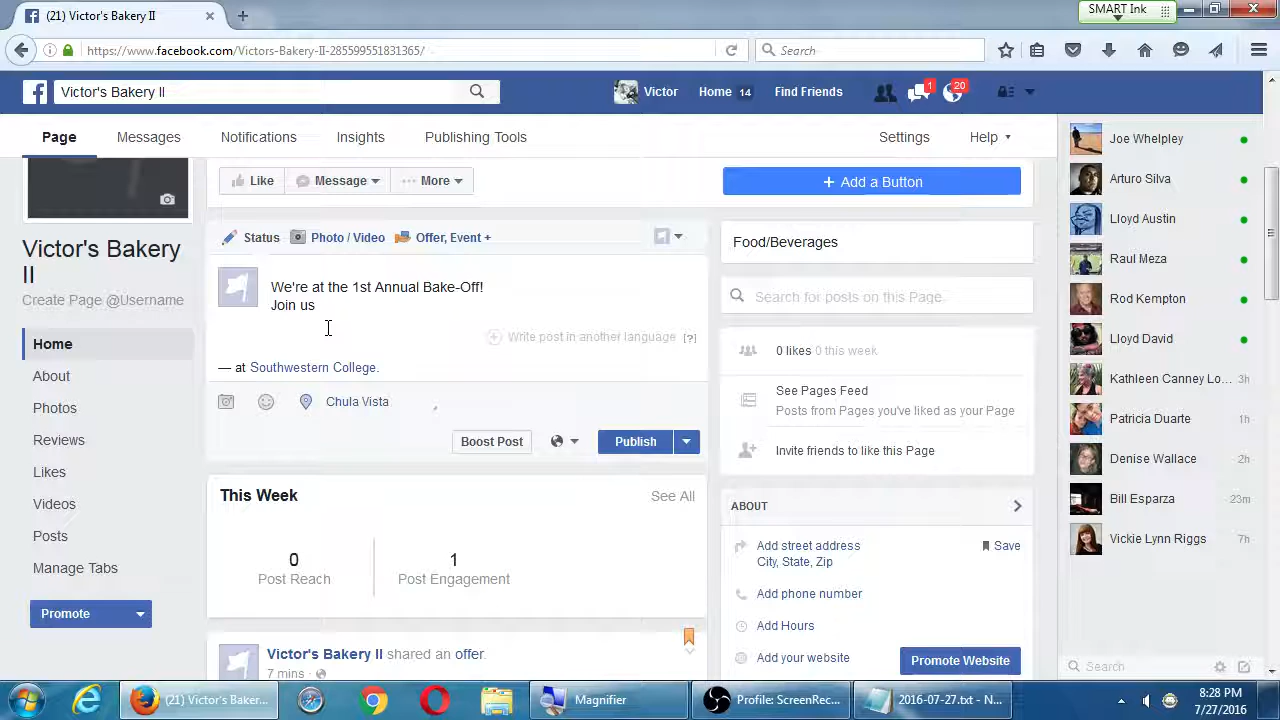 (21) Victor's Bakery II
SMART Ink
https://www.facebook.com/Victors-Bakery-II-285599551831365/
Search
Victor's Bakery II
Victor
Home 14
Find Friends
1
20
Page
Messages
Notifications
Insights
Publishing Tools
Settings
Help
Like
Message
More
+ Add a Button
Victor's Bakery
II
Create Page @Username
Home
About
Photos
Reviews
Likes
Videos
Posts
Manage Tabs
Promote
Status
Photo / Video
Offer, Event +
We're at the 1st Annual Bake-Off!
Join us
Write post in another language [?]
— at Southwestern College.
Chula Vista
Boost Post
Publish
This Week
See All
0
Post Reach
1
Post Engagement
Victor's Bakery II shared an offer.
7 mins
Food/Beverages
Search for posts on this Page
0 likes 0 this week
See Pages Feed
Posts from Pages you've liked as your Page
Invite friends to like this Page
ABOUT
Add street address
City, State, Zip
Save
Add phone number
Add Hours
Add your website
Promote Website
Joe Whelpley
Arturo Silva
Lloyd Austin
Raul Meza
Rod Kempton
Lloyd David
Kathleen Canney Lo... 3h
Patricia Duarte 1h
Denise Wallace 2h
Bill Esparza 23m
Vickie Lynn Riggs 7h
Search
(21) Victor's Baker...
Magnifier
Profile: ScreenRec...
2016-07-27.txt - N...
8:28 PM
7/27/2016